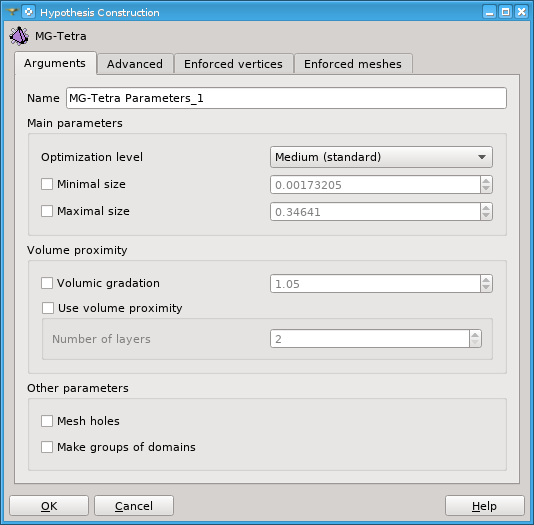 Hypothesis Construction
MG-Tetra
Arguments Advanced Enforced vertices Enforced meshes
Name MG-Tetra Parameters_1
Main parameters
Optimization level Medium (standard)
Minimal size 0.00173205
Maximal size 0.34641
Volume proximity
Volumic gradation 1.05
Use volume proximity
Number of layers 2
Other parameters
Mesh holes
Make groups of domains
OK Cancel Help